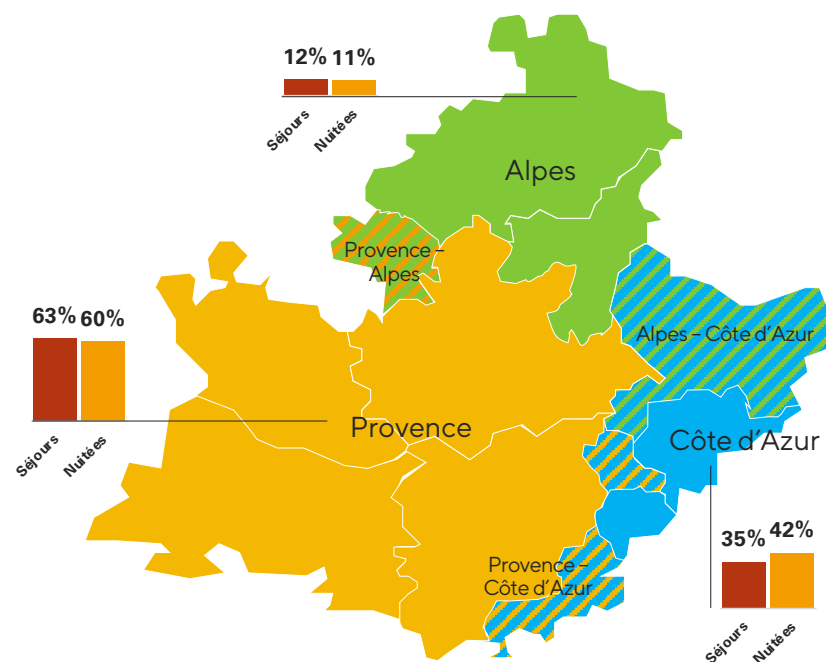 12% 11%
Séjours
Nuitées
Alpes
Provence –
Alpes
63% 60%
Séjours
Nuitées
Alpes – Côte d'Azur
Provence
Côte d'Azur
35% 42%
Séjours
Nuitées
Provence –
Côte d'Azur